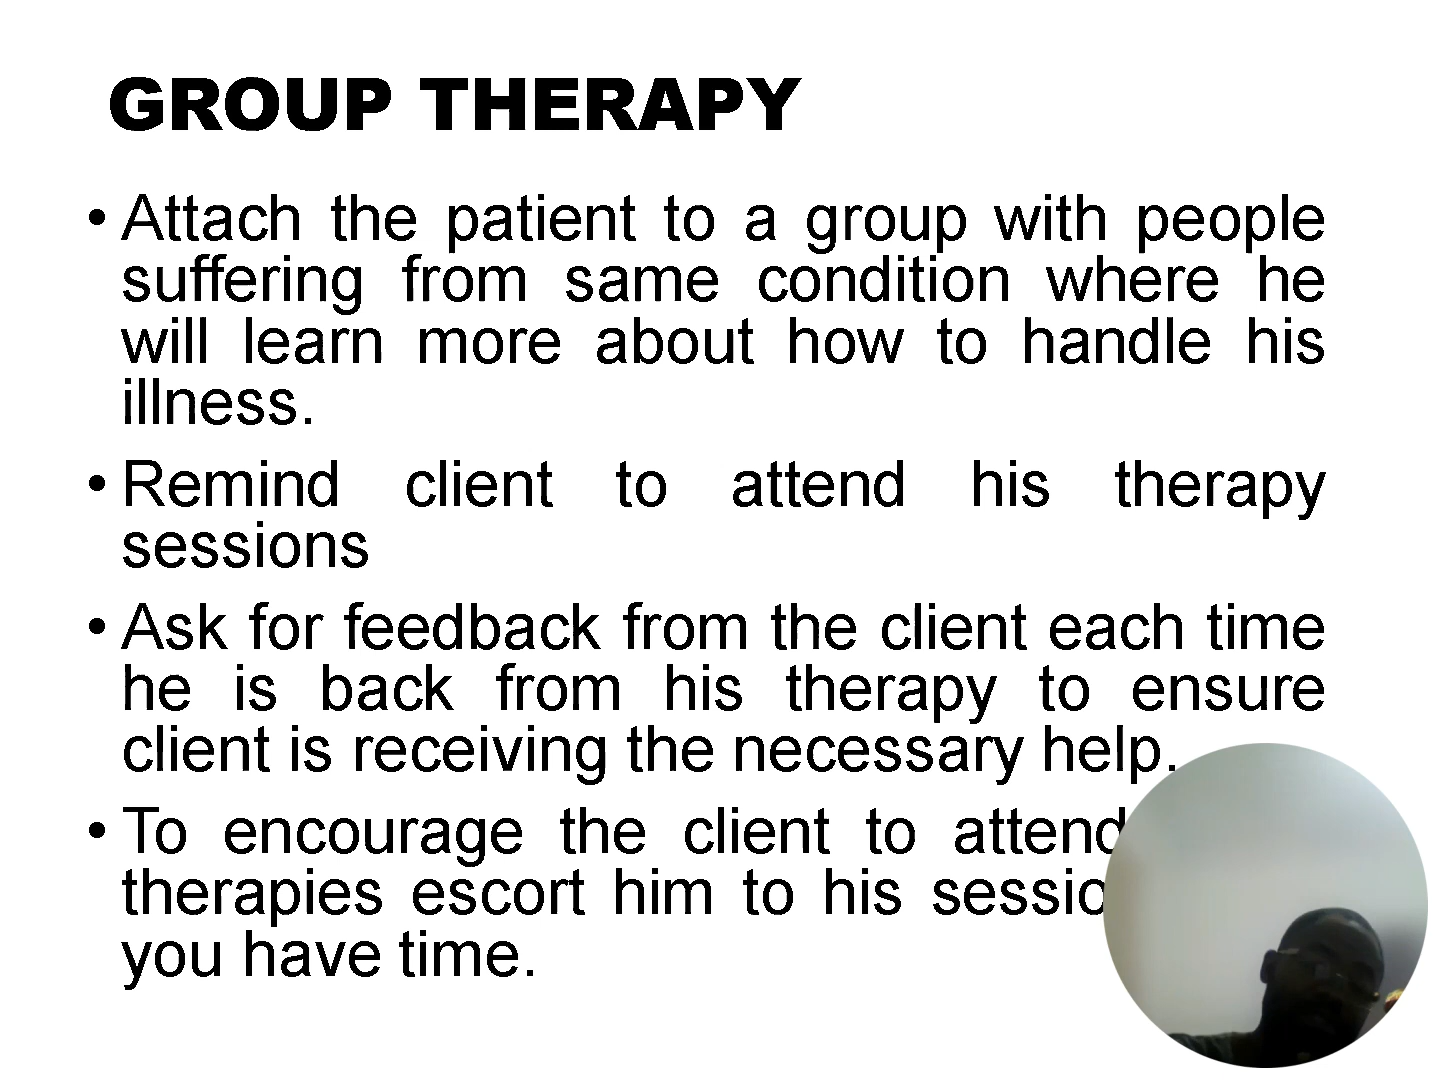 GROUP THERAPY
• Attach the patient to a group with people
suffering from same condition where he
will learn more about how to handle his
illness.
• Remind client to attend his therapy
sessions
• Ask for feedback from the client each time
he is back from his therapy to ensure
client is receiving the necessary help.
• To encourage the client to attend
therapies escort him to his
you have time.